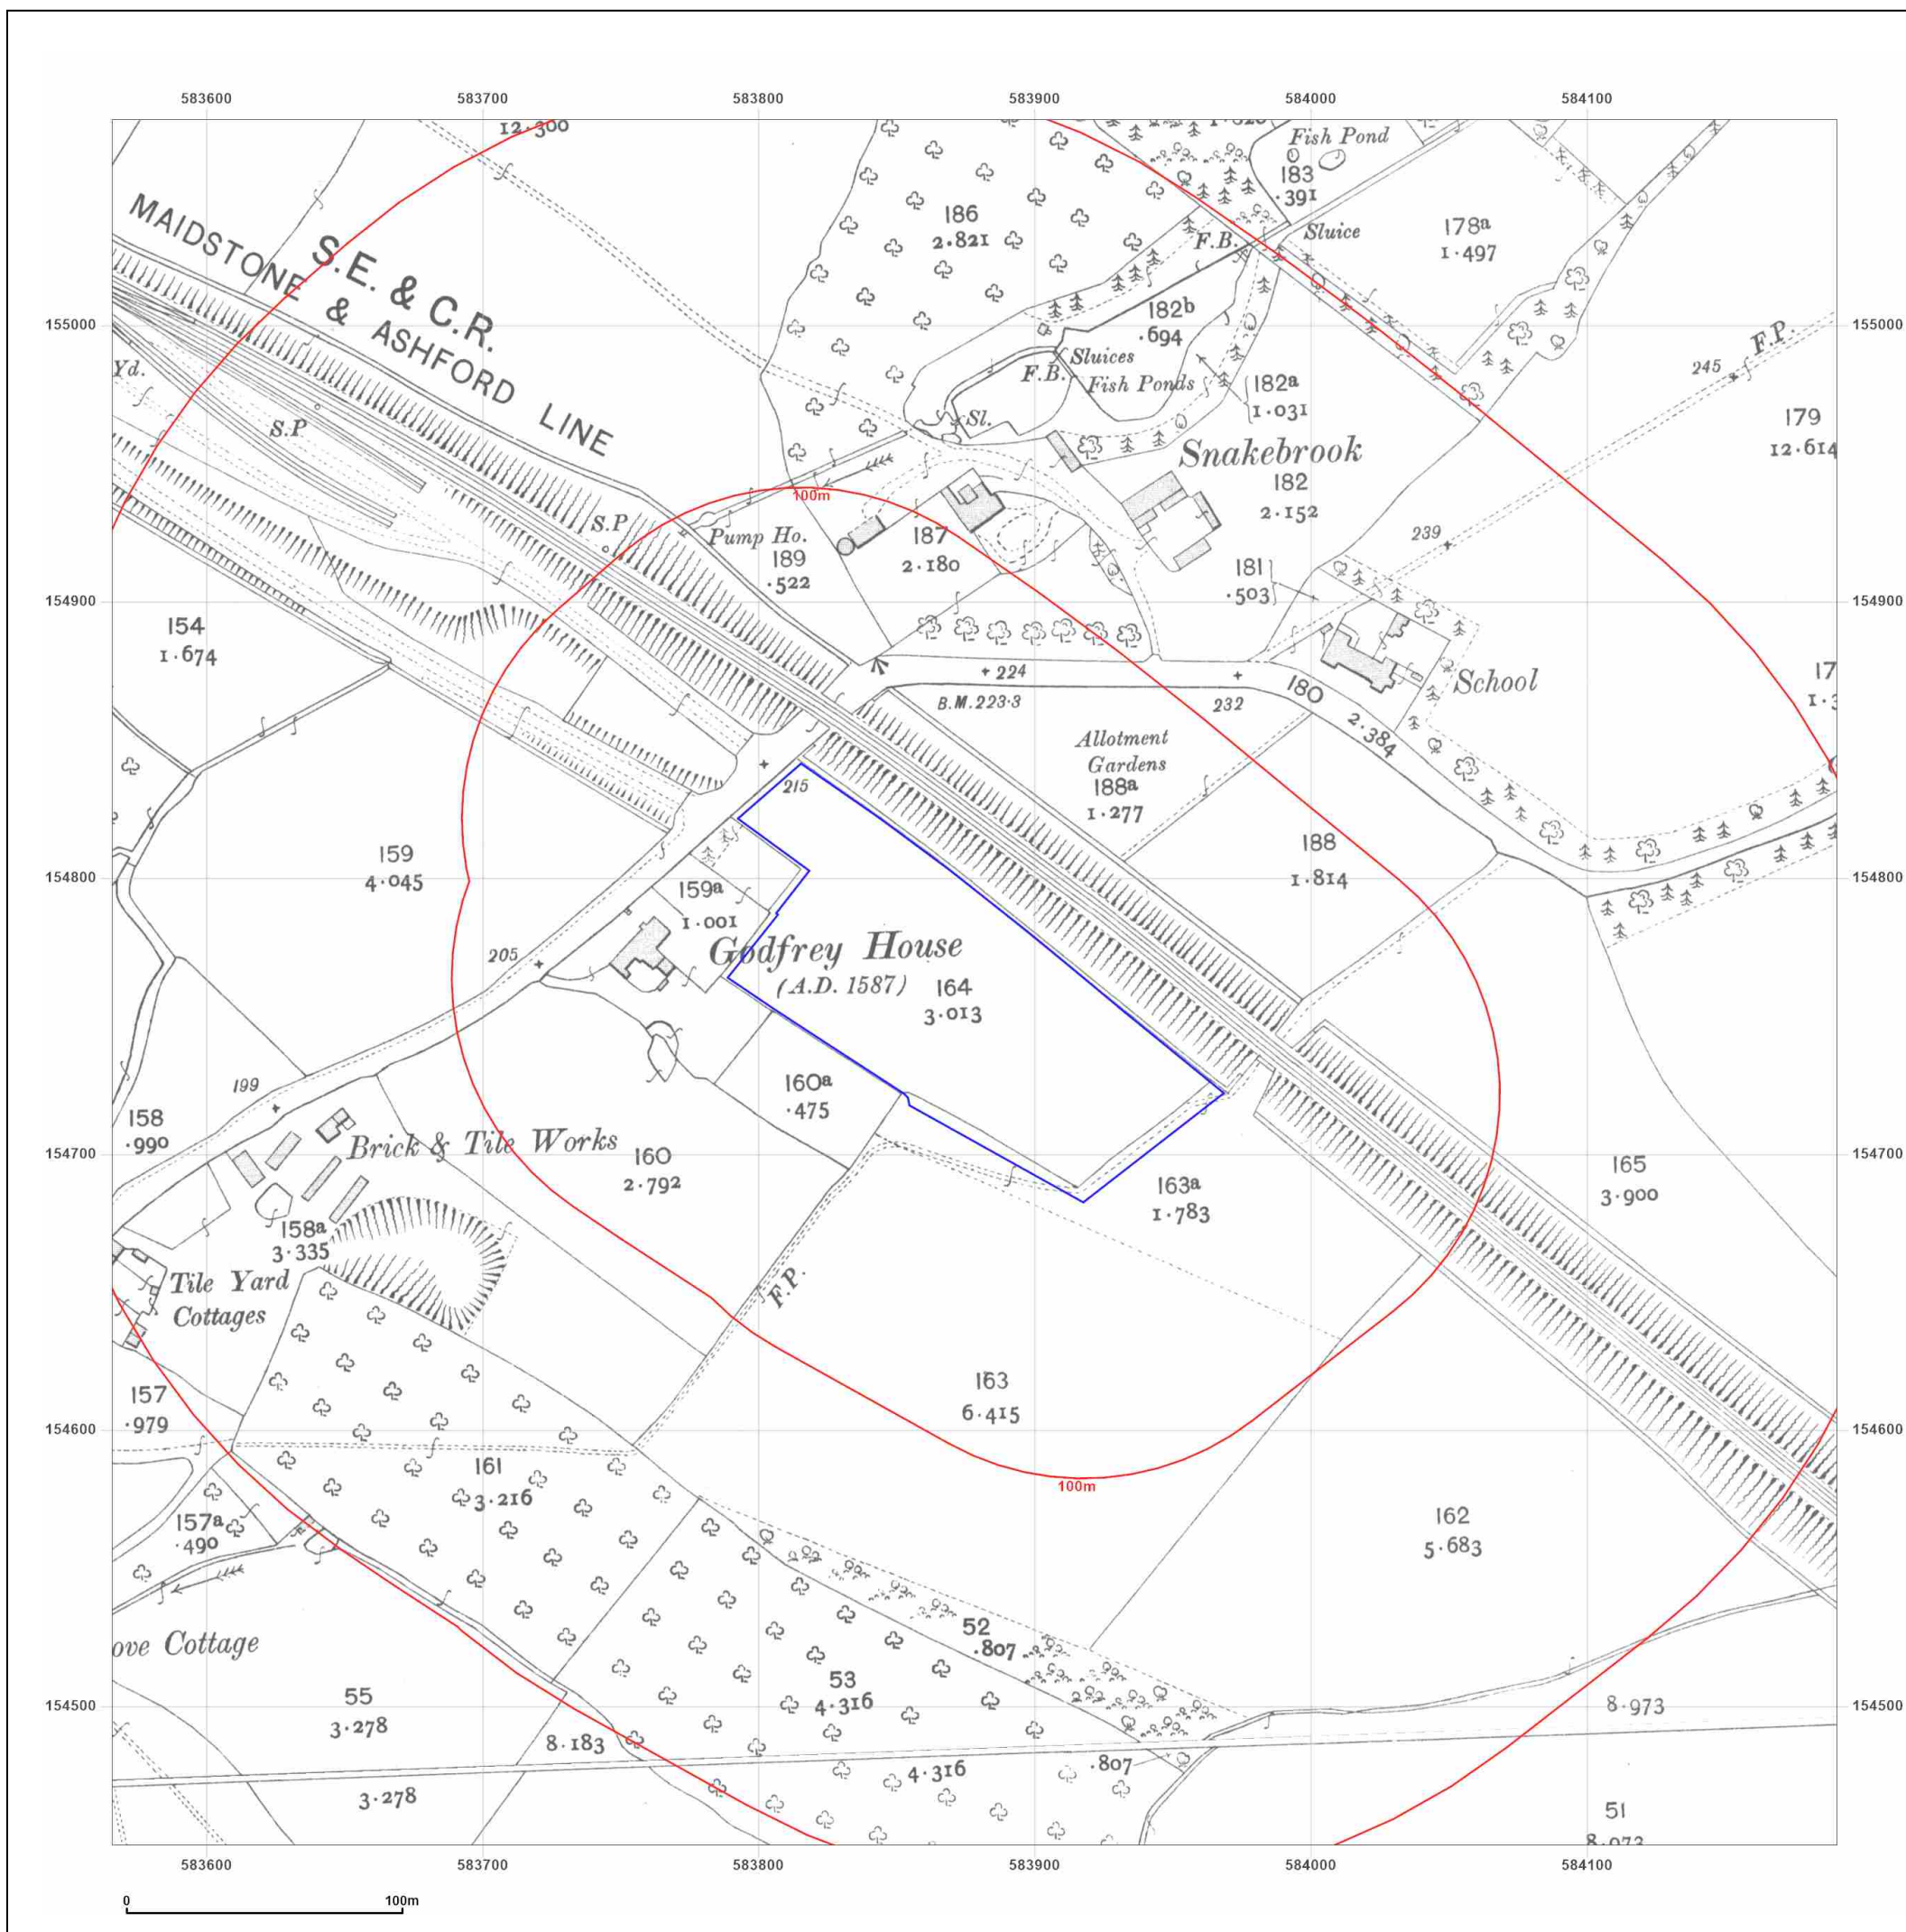 583600 583700 583800 583900 584000 584100
12·300
Fish Pond
183
·391
MAIDSTONE & ASHFORD LINE
S.E. & C.R.
186
2·821
F.B.
Sluice
178a
1·497
155000
155000
182b
·694
Sluices
F.B.
Fish Ponds
182a
1·031
245
F.P.
Yd.
S.P
Sl.
Snakebrook
182
2·152
179
12·614
100m
S.P
Pump Ho.
189
·522
187
2·180
239
181
·503
154900
154900
154
1·674
224
B.M. 223·3
232
180
2·384
School
Allotment
Gardens
188a
1·277
215
188
1·814
154800
154800
159
4·045
159a
1·001
Godfrey House
(A.D. 1587)
164
3·013
205
199
160a
·475
158
·990
Brick & Tile Works
160
2·792
154700
154700
163a
1·783
165
3·900
158a
3·335
Tile Yard
Cottages
F.P.
157
·979
163
6·415
154600
154600
100m
161
3·216
157a
·490
162
5·683
52
·807
ove Cottage
53
4·316
55
3·278
154500
154500
8·973
8·183
4·316
·807
3·278
51
583600 583700 583800 583900 584000 584100
0 100m